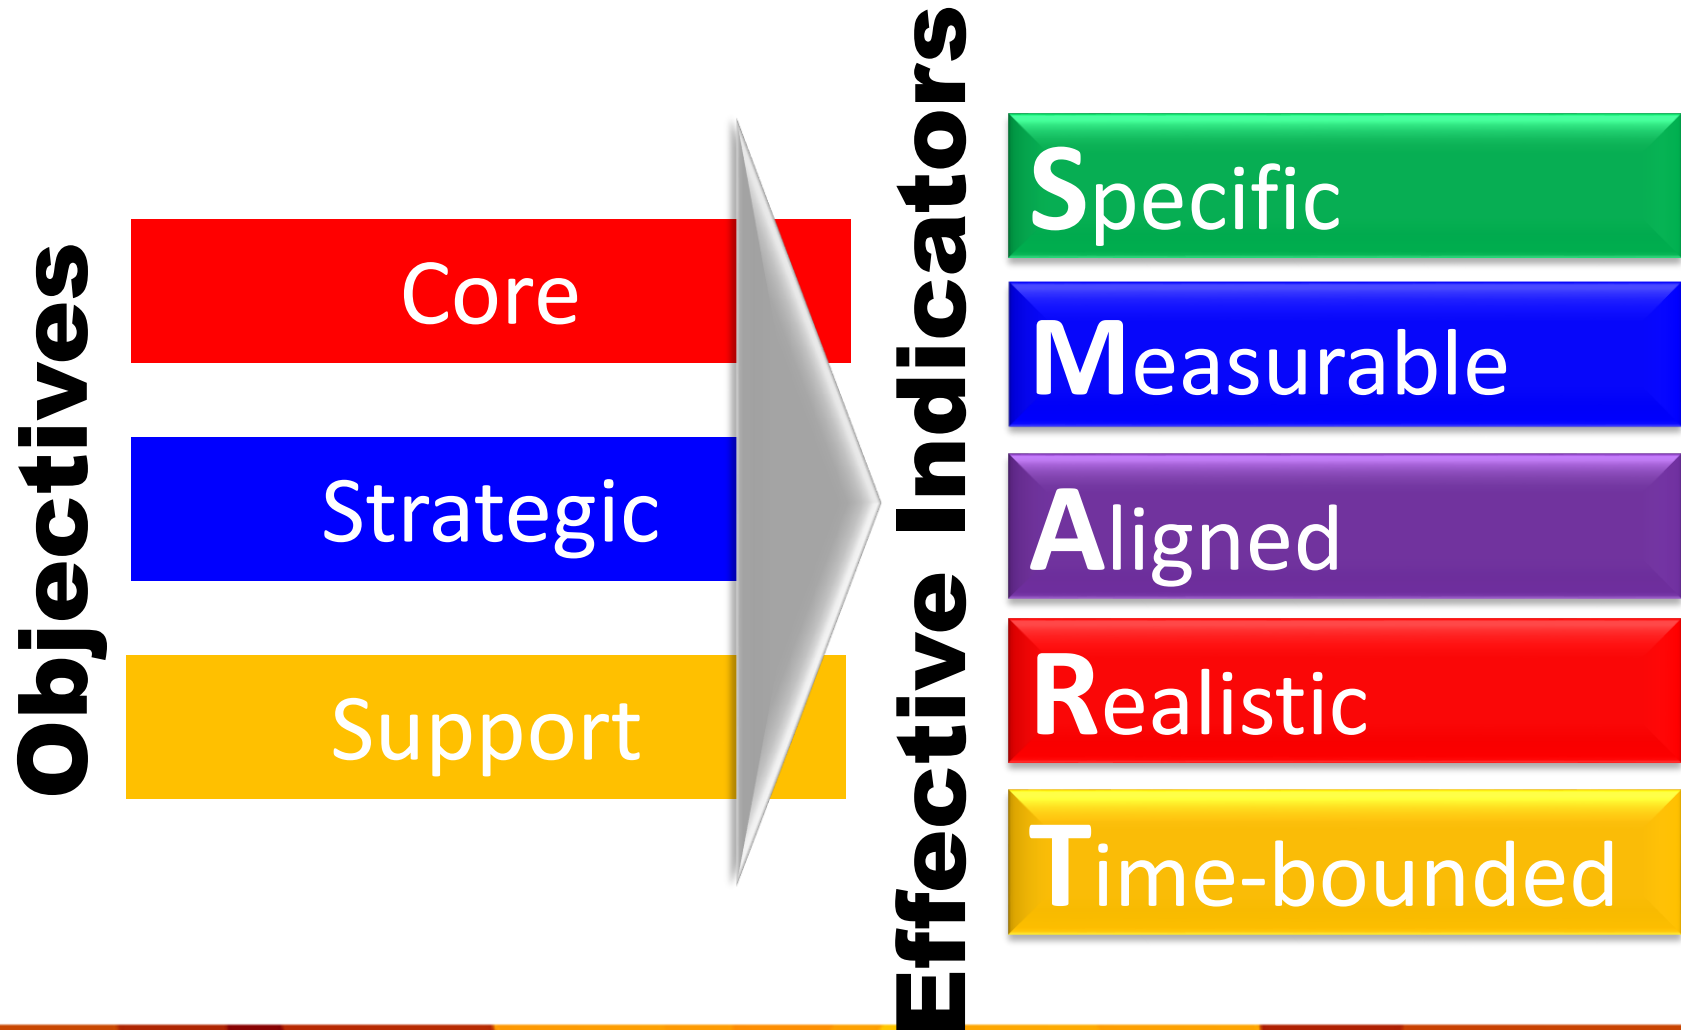 Objectives
Core
Strategic
Support
Effective Indicators
Specific
Measurable
Aligned
Realistic
Time-bounded